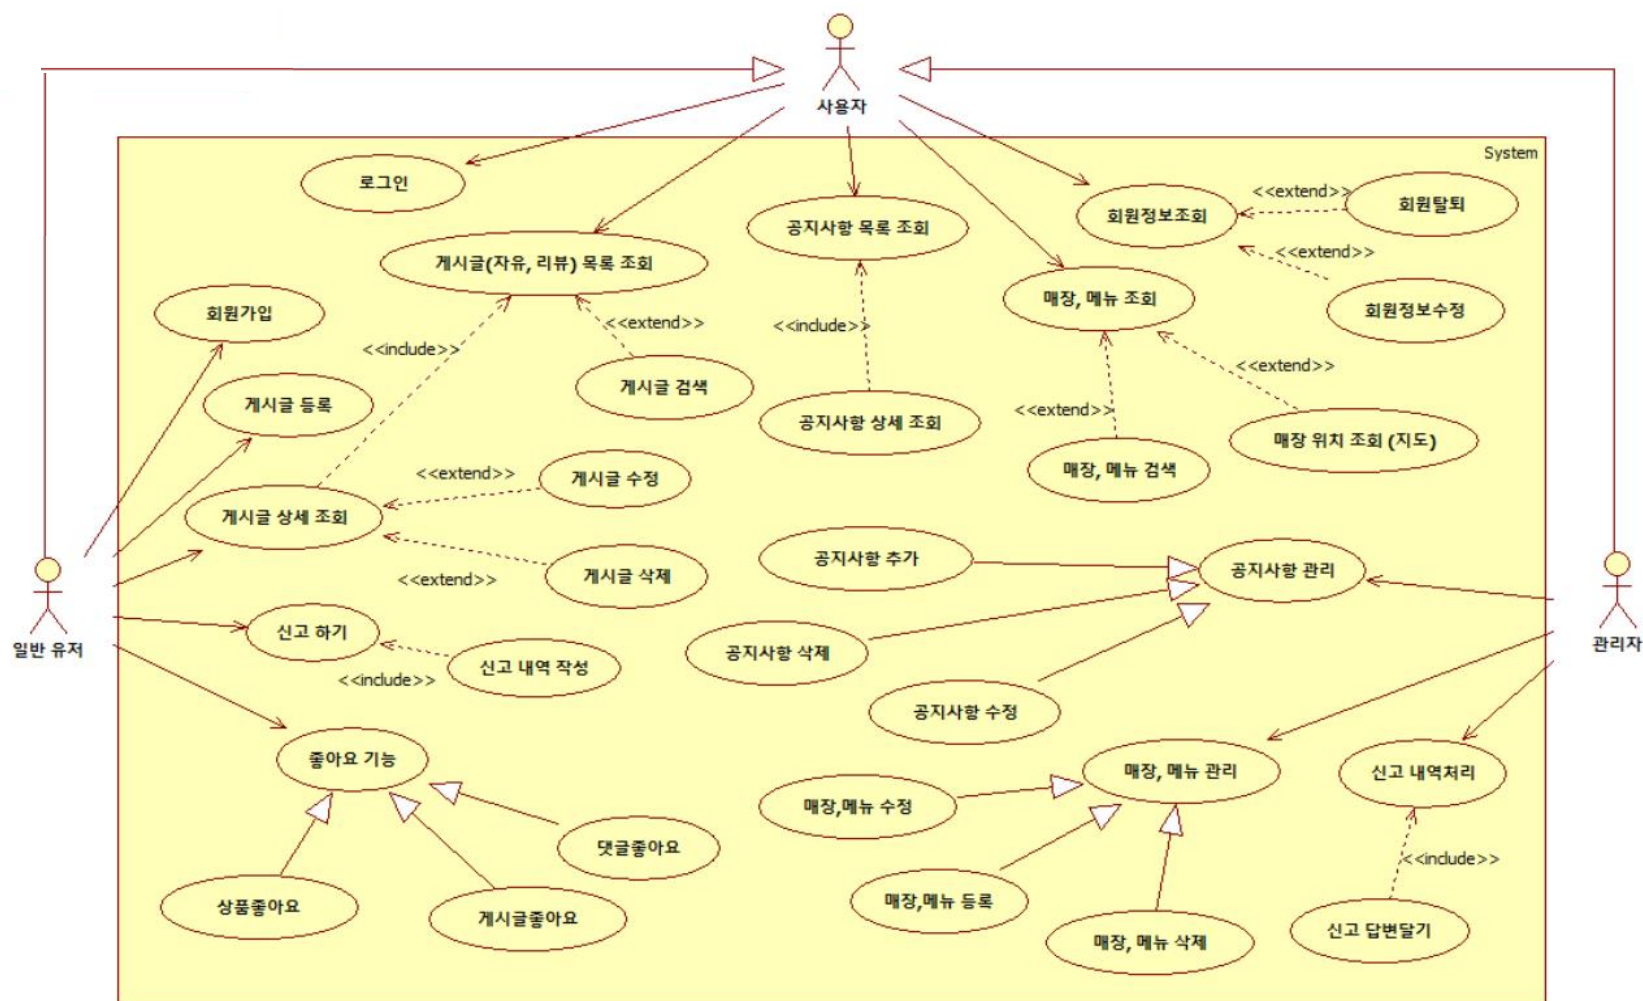 사용자
System
로그인
<<extend>>
회원탈퇴
회원정보조회
공지사항 목록 조회
<<extend>>
게시글(자유, 리뷰) 목록 조회
매장, 메뉴 조회
회원정보수정
회원가입
<<extend>>
<<include>>
<<include>>
<<extend>>
게시글 검색
게시글 등록
<<extend>>
공지사항 상세 조회
매장 위치 조회 (지도)
매장, 메뉴 검색
<<extend>>
게시글 수정
게시글 상세 조회
공지사항 추가
공지사항 관리
<<extend>>
게시글 삭제
신고 하기
일반 유저
관리자
공지사항 삭제
신고 내역 작성
<<include>>
공지사항 수정
좋아요 기능
매장, 메뉴 관리
신고 내역처리
매장,메뉴 수정
댓글좋아요
<<include>>
상품좋아요
게시글좋아요
매장,메뉴 등록
매장, 메뉴 삭제
신고 답변달기